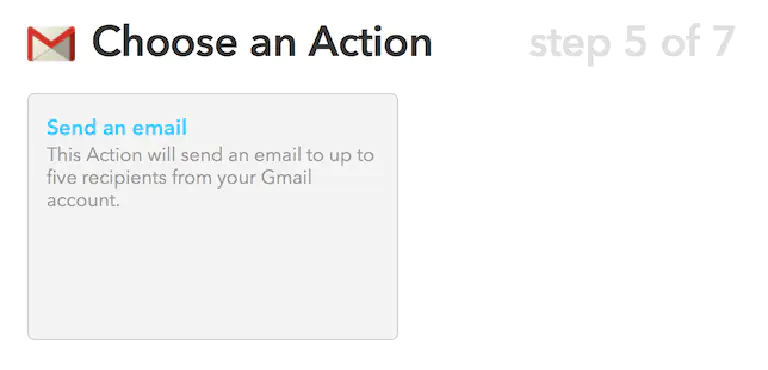 Choose an Action step 5 of 7
Send an email
This Action will send an email to up to
five recipients from your Gmail
account.